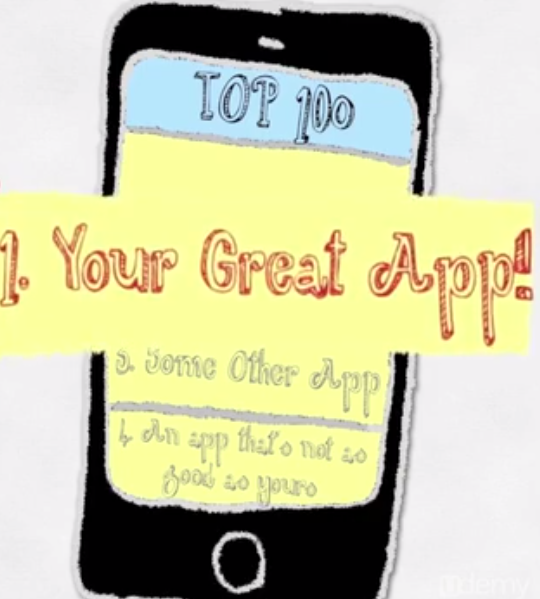 TOP 100
1. Your Great App!
3. Some Other App
4. An app that's not as
good as yours